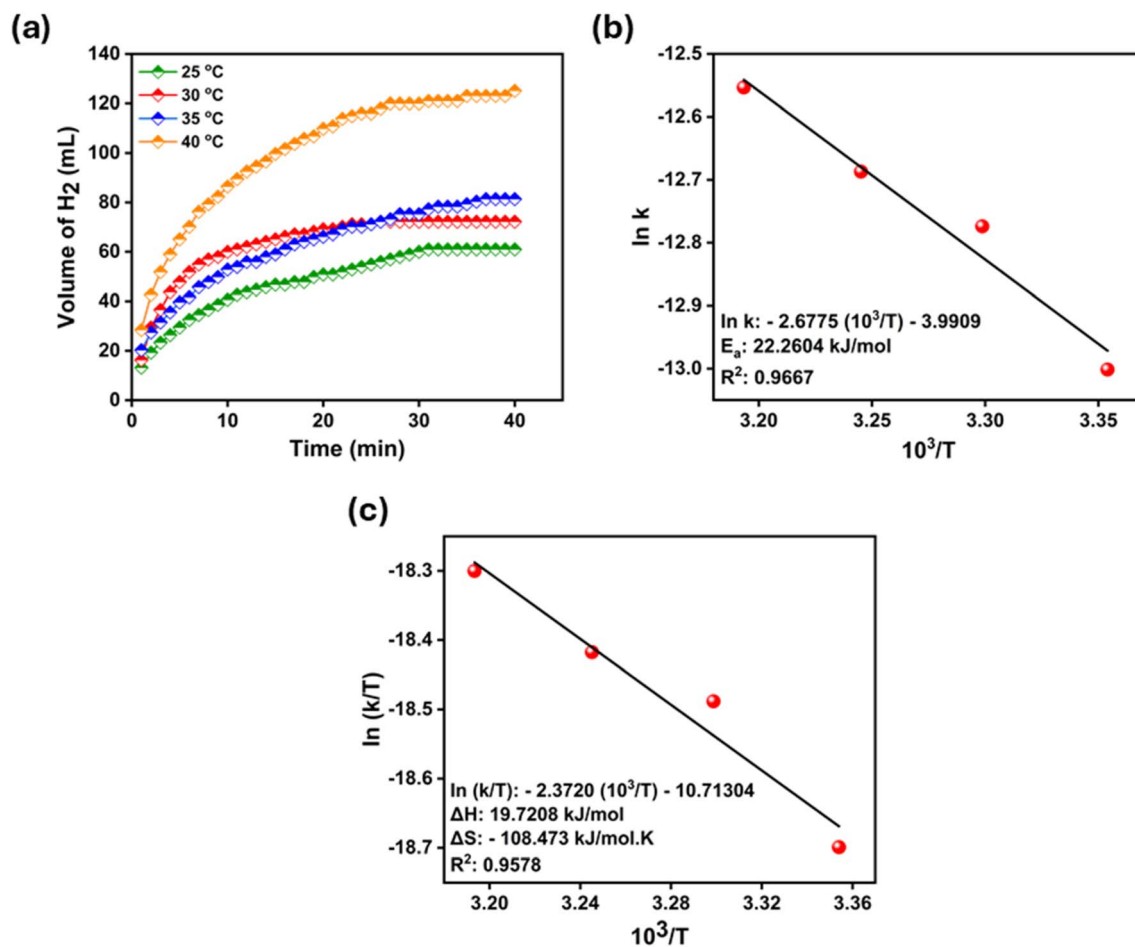 (a)
Volume of H2 (mL)
140
120
100
80
60
40
20
0
25 ºC
30 ºC
35 ºC
40 ºC
0 10 20 30 40
Time (min)
(b)
ln k
-12.5
-12.6
-12.7
-12.8
-12.9
-13.0
ln k: - 2.6775 (10³/T) - 3.9909
Ea: 22.2604 kJ/mol
R²: 0.9667
3.20 3.25 3.30 3.35
10³/T
(c)
ln (k/T)
-18.3
-18.4
-18.5
-18.6
-18.7
ln (k/T): - 2.3720 (10³/T) - 10.71304
ΔH: 19.7208 kJ/mol
ΔS: - 108.473 kJ/mol.K
R²: 0.9578
3.20 3.24 3.28 3.32 3.36
10³/T